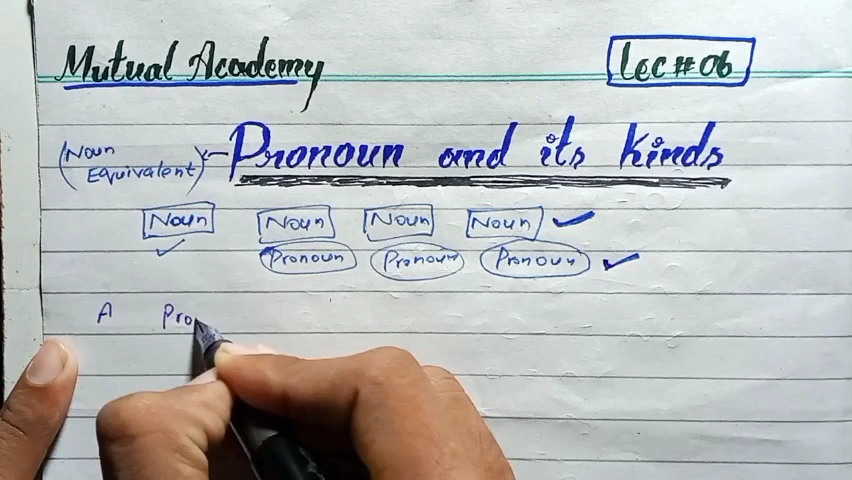 Mutual Academy Lec # 06
Pronoun and its Kinds
(Noun
Equivalent)
Noun Noun Noun Noun
Pronoun Pronoun Pronoun
A Pro